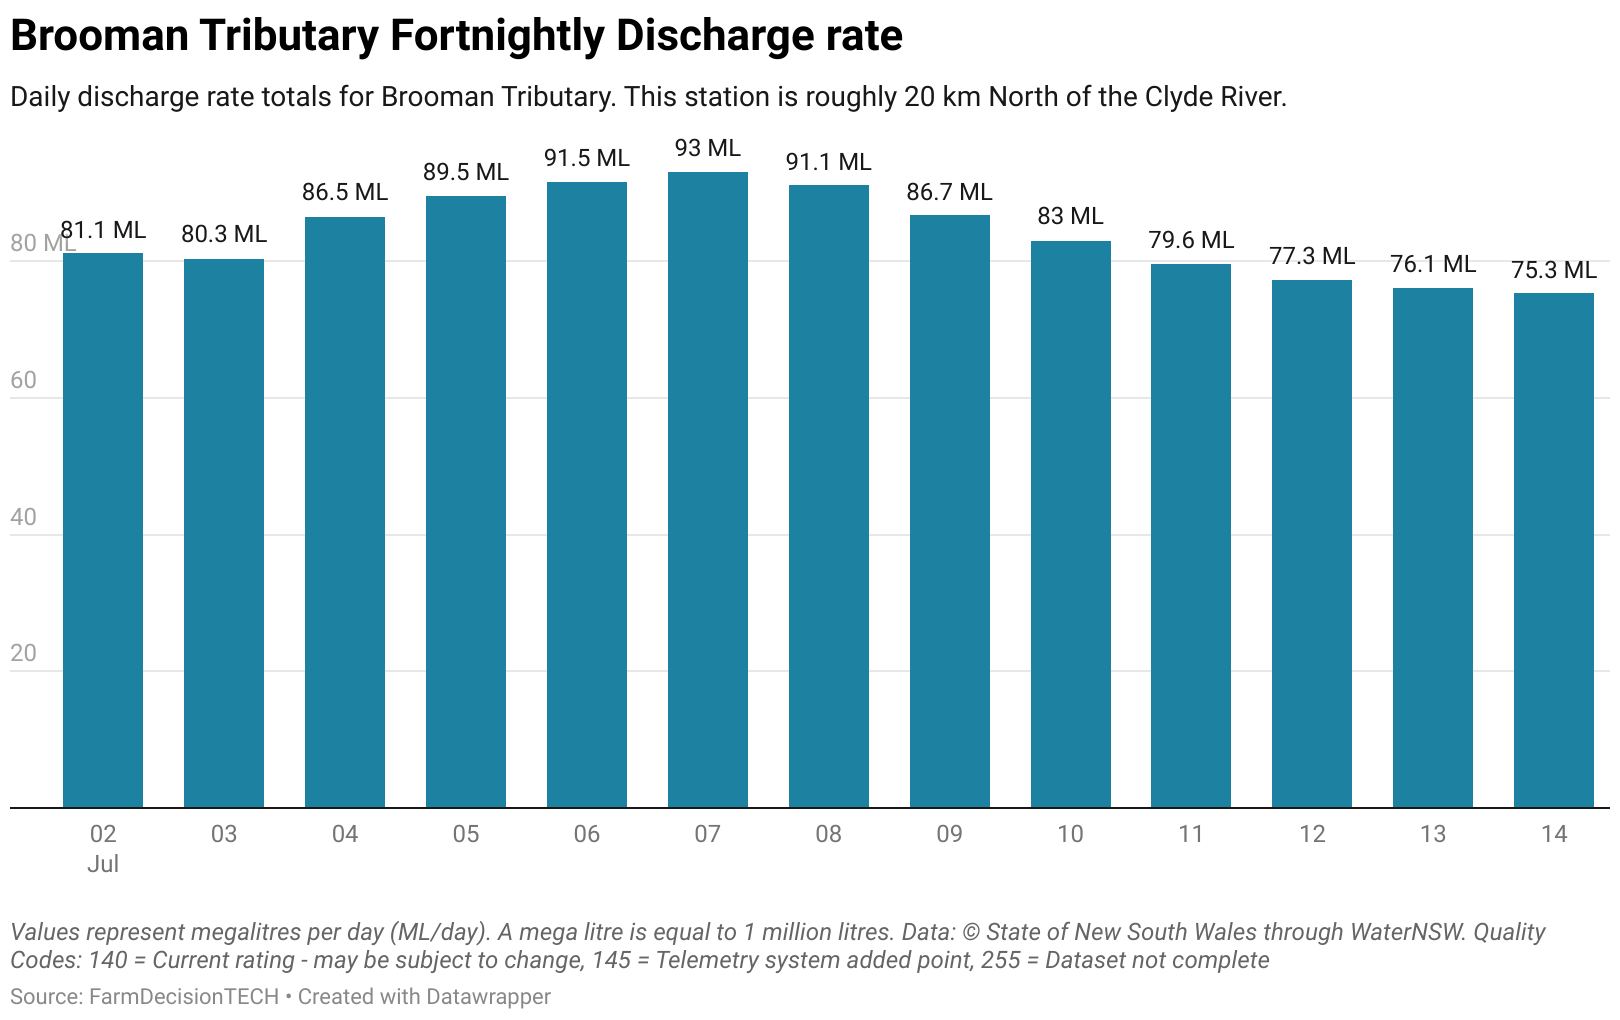 Brooman Tributary Fortnightly Discharge rate
Daily discharge rate totals for Brooman Tributary. This station is roughly 20 km North of the Clyde River.
81.1 ML
80.3 ML
86.5 ML
89.5 ML
91.5 ML
93 ML
91.1 ML
86.7 ML
83 ML
79.6 ML
77.3 ML
76.1 ML
75.3 ML
80 ML
60
40
20
02 03 04 05 06 07 08 09 10 11 12 13 14
Jul
Values represent megalitres per day (ML/day). A mega litre is equal to 1 million litres. Data: © State of New South Wales through WaterNSW. Quality
Codes: 140 = Current rating - may be subject to change, 145 = Telemetry system added point, 255 = Dataset not complete
Source: FarmDecisionTECH • Created with Datawrapper